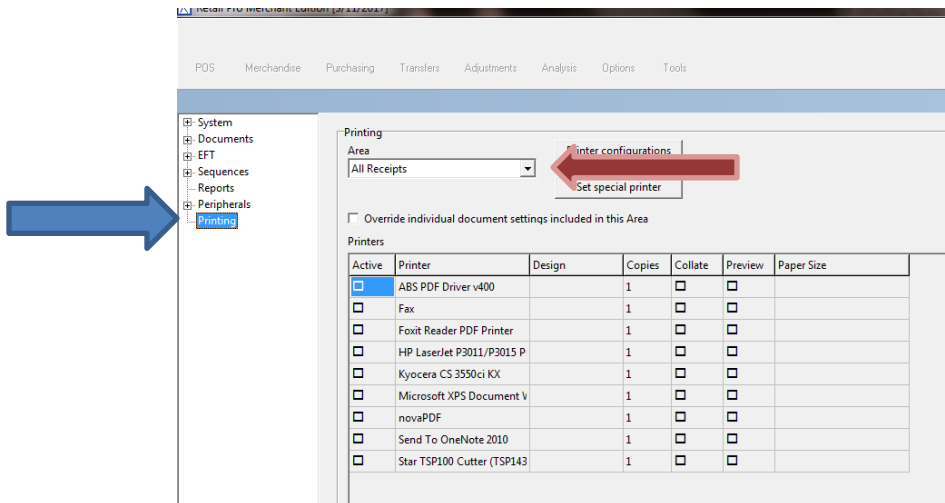 Retail Pro Merchant Edition [3/11/2017]
POS Merchandise Purchasing Transfers Adjustments Analysis Options Tools
System
Documents
EFT
Sequences
Reports
Peripherals
Printing
Printing
Area
Printer configurations
All Receipts
Set special printer
Override individual document settings included in this Area
Printers
Active Printer Design Copies Collate Preview Paper Size
ABS PDF Driver v400 1
Fax 1
Foxit Reader PDF Printer 1
HP LaserJet P3011/P3015 P 1
Kyocera CS 3550ci KX 1
Microsoft XPS Document V 1
novaPDF 1
Send To OneNote 2010 1
Star TSP100 Cutter (TSP143 1